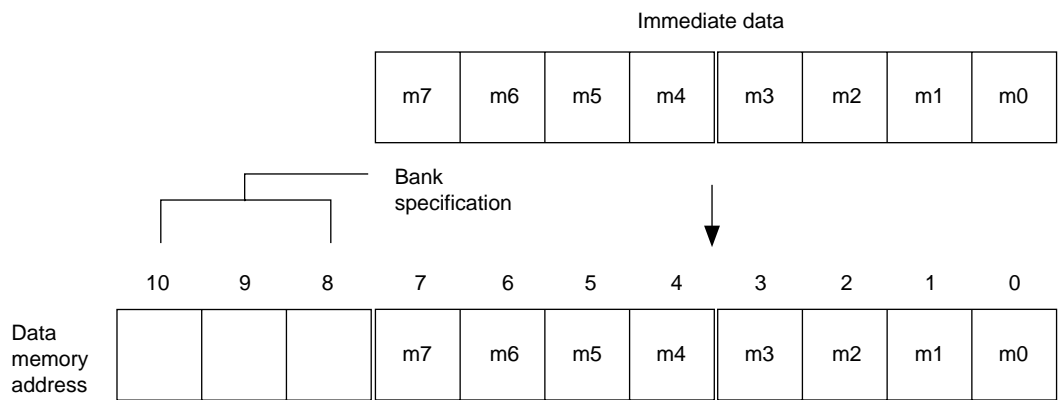 Immediate data
m7 m6 m5 m4 m3 m2 m1 m0
Bank
specification
10 9 8 7 6 5 4 3 2 1 0
Data
memory
address
m7 m6 m5 m4 m3 m2 m1 m0